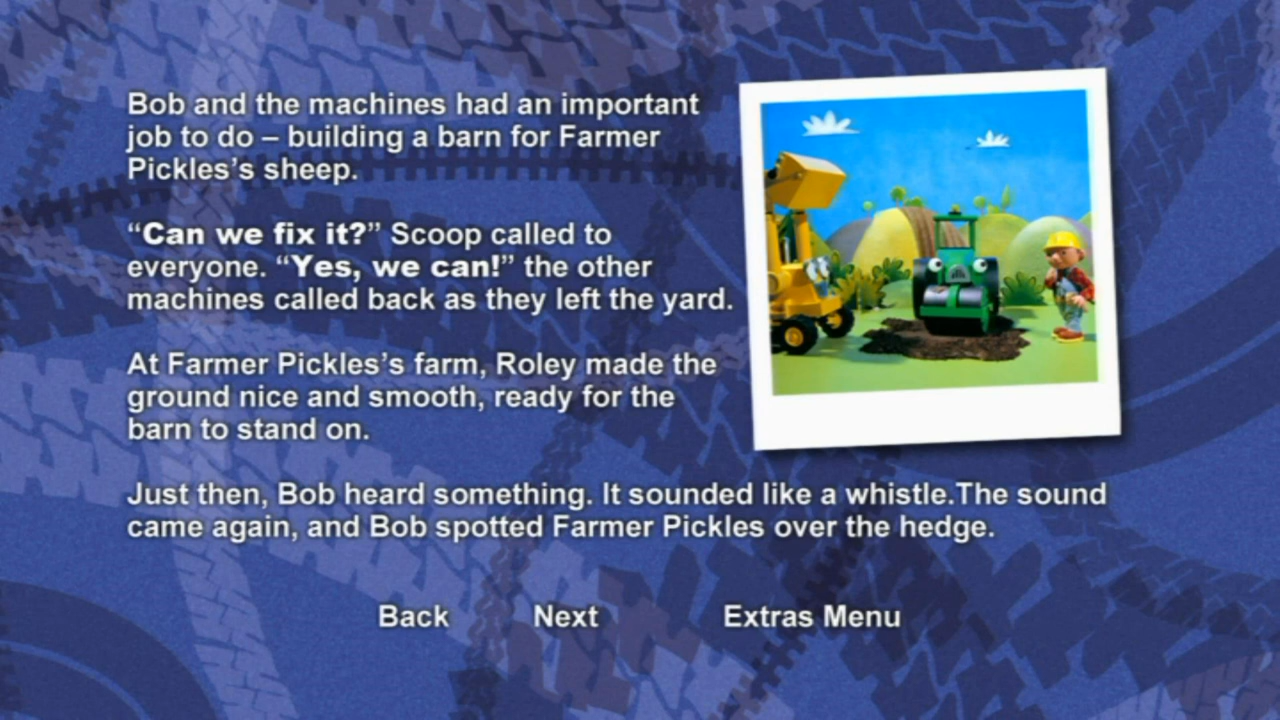 Bob and the machines had an important
job to do – building a barn for Farmer
Pickles’s sheep.
“Can we fix it?” Scoop called to
everyone. “Yes, we can!” the other
machines called back as they left the yard.
At Farmer Pickles’s farm, Roley made the
ground nice and smooth, ready for the
barn to stand on.
Just then, Bob heard something. It sounded like a whistle.The sound
came again, and Bob spotted Farmer Pickles over the hedge.
Back Next Extras Menu